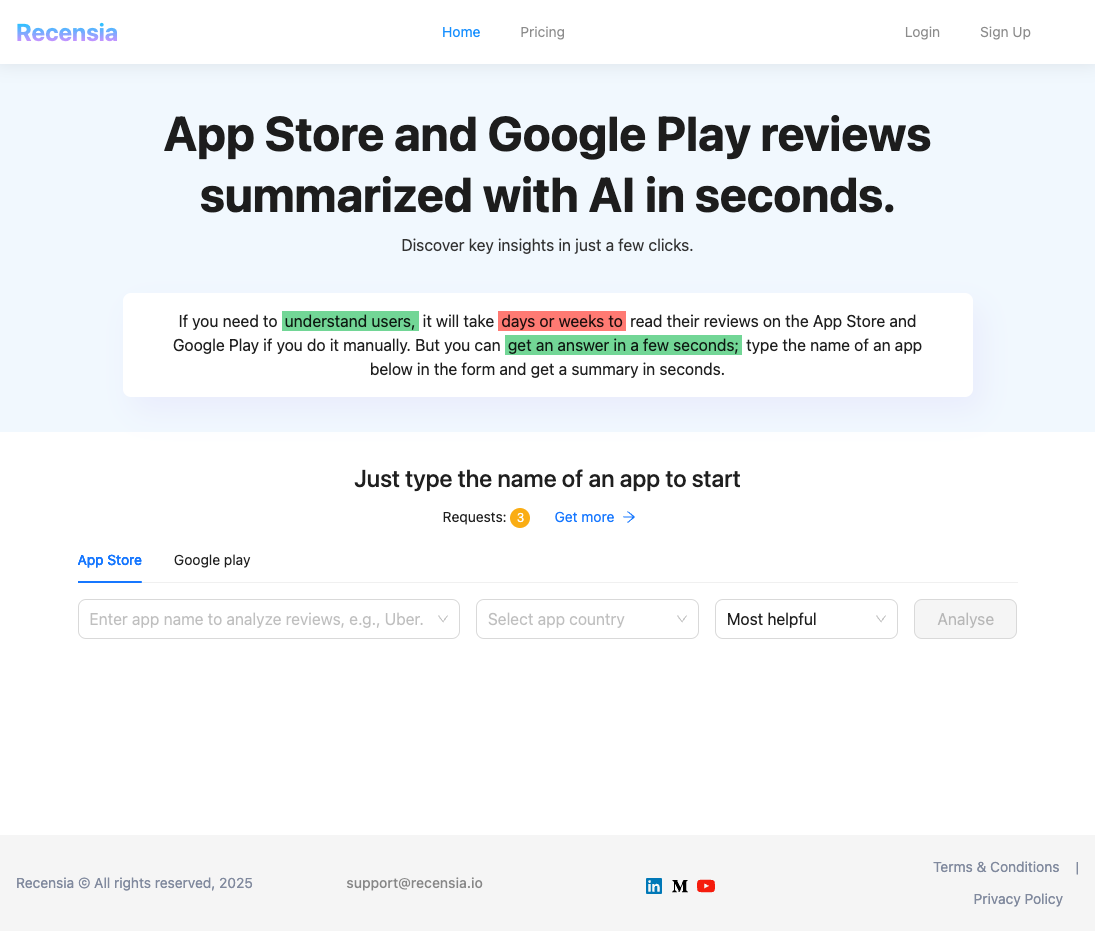 Recensia
Home
Pricing
Login
Sign Up
App Store and Google Play reviews
summarized with AI in seconds.
Discover key insights in just a few clicks.
If you need to understand users, it will take days or weeks to read their reviews on the App Store and
Google Play if you do it manually. But you can get an answer in a few seconds; type the name of an app
below in the form and get a summary in seconds.
Just type the name of an app to start
Requests: 3 Get more
App Store
Google play
Enter app name to analyze reviews, e.g., Uber.
Select app country
Most helpful
Analyse
Recensia © All rights reserved, 2025
support@recensia.io
in
M
Terms & Conditions |
Privacy Policy